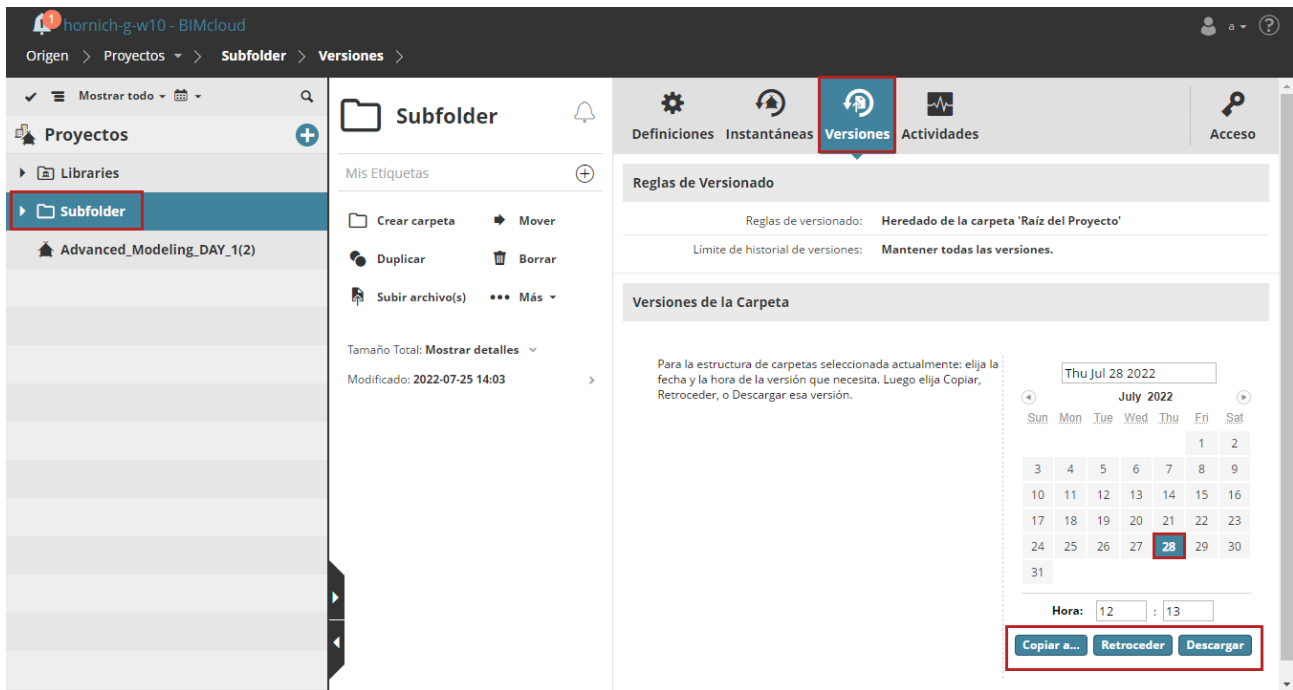 1
hornich-g-w10 - BIMcloud
a
?
Origen > Proyectos > Subfolder > Versiones >
Mostrar todo
Proyectos
Libraries
Subfolder
Advanced_Modeling_DAY_1(2)
Subfolder
Mis Etiquetas
Crear carpeta Mover
Duplicar Borrar
Subir archivo(s) Más
Tamaño Total: Mostrar detalles
Modificado: 2022-07-25 14:03
Definiciones Instantáneas Versiones Actividades Acceso
Reglas de Versionado
Reglas de versionado: Heredado de la carpeta 'Raíz del Proyecto'
Límite de historial de versiones: Mantener todas las versiones.
Versiones de la Carpeta
Para la estructura de carpetas seleccionada actualmente: elija la
fecha y la hora de la versión que necesita. Luego elija Copiar,
Retroceder, o Descargar esa versión.
Thu Jul 28 2022
July 2022
Sun Mon Tue Wed Thu Fri Sat
1 2
3 4 5 6 7 8 9
10 11 12 13 14 15 16
17 18 19 20 21 22 23
24 25 26 27 28 29 30
31
Hora: 12 : 13
Copiar a... Retroceder Descargar